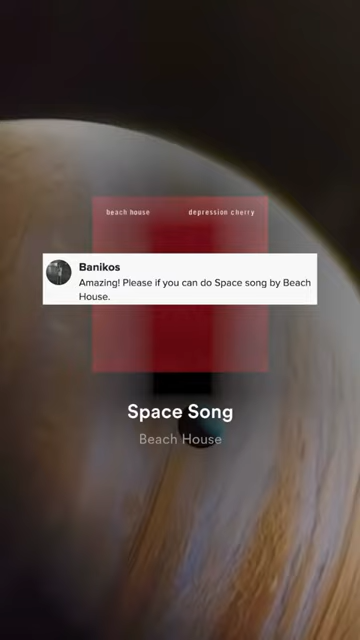 beach house depression cherry
Banikos
Amazing! Please if you can do Space song by Beach
House.
Space Song
Beach House